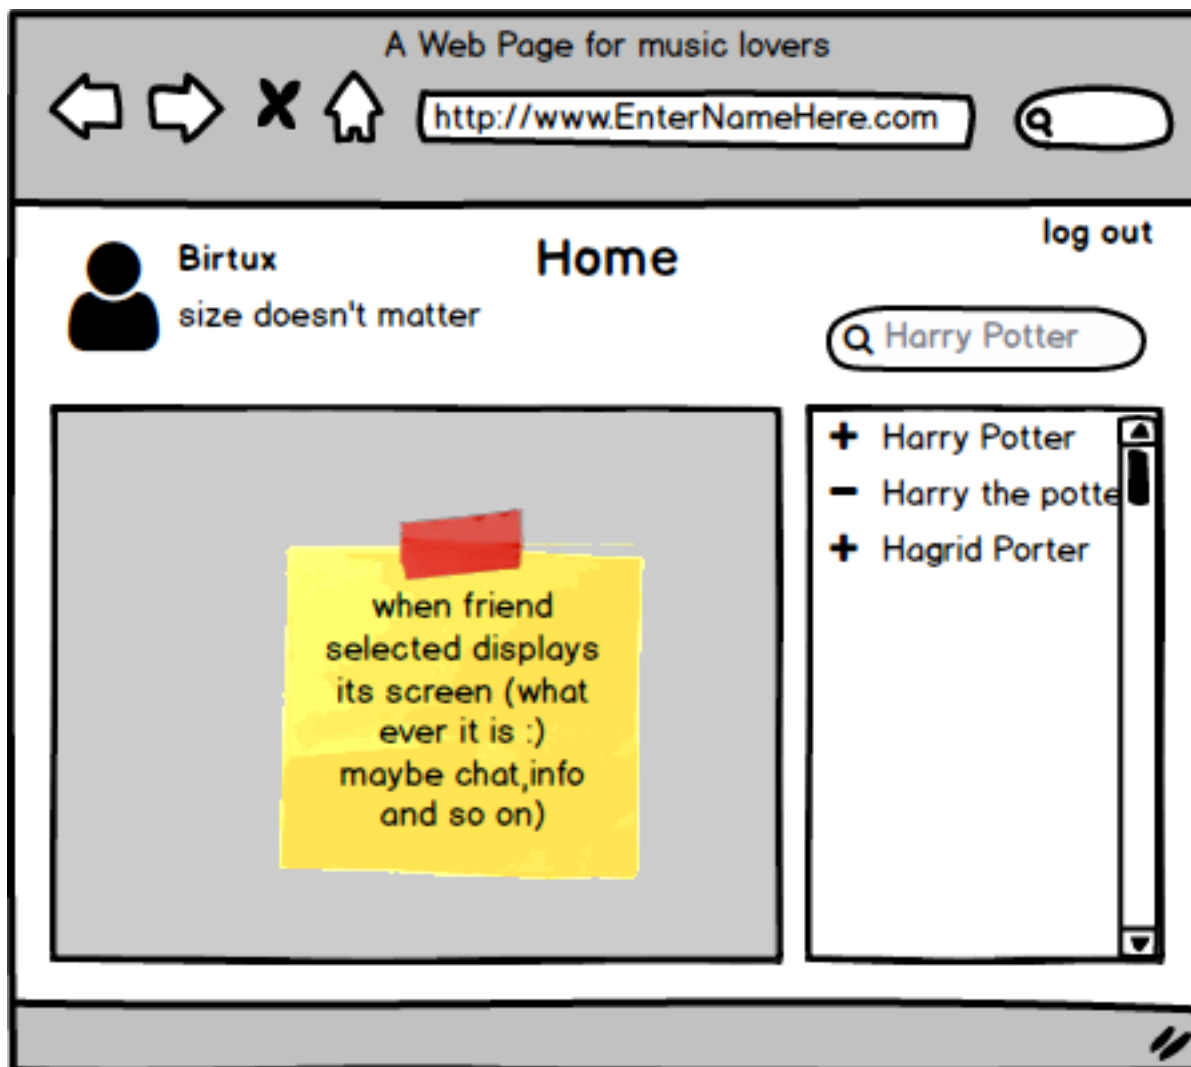 A Web Page for music lovers
http://www.EnterNameHere.com
log out
Birtux
Home
size doesn't matter
Harry Potter
+ Harry Potter
- Harry the potte
+ Hagrid Porter
when friend
selected displays
its screen (what
ever it is :)
maybe chat,info
and so on)